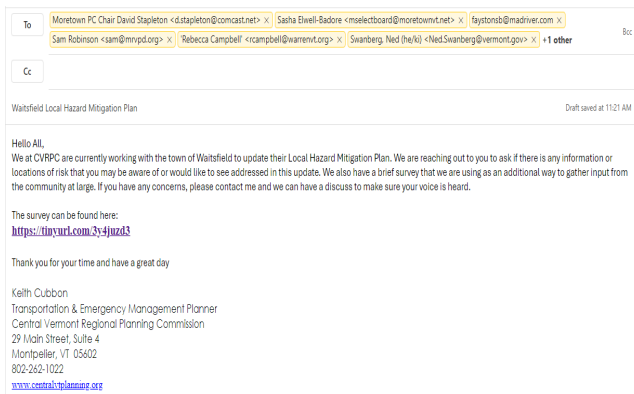 To
Moretown PC Chair David Stapleton <d.stapleton@comcast.net> × Sasha Elwell-Badore <mselectboard@moretownvt.net> × faystonsb@madriver.com ×
Bcc
Sam Robinson <sam@mrvpd.org> × 'Rebecca Campbell' <rcampbell@warrenvt.org> × Swanberg, Ned (he/ki) <Ned.Swanberg@vermont.gov> × +1 other
Cc
Waitsfield Local Hazard Mitigation Plan Draft saved at 11:21 AM
Hello All,
We at CVRPC are currently working with the town of Waitsfield to update their Local Hazard Mitigation Plan. We are reaching out to you to ask if there is any information or
locations of risk that you may be aware of or would like to see addressed in this update. We also have a brief survey that we are using as an additional way to gather input from
the community at large. If you have any concerns, please contact me and we can have a discuss to make sure your voice is heard.
The survey can be found here:
https://tinyurl.com/3y4juzd3
Thank you for your time and have a great day
Keith Cubbon
Transportation & Emergency Management Planner
Central Vermont Regional Planning Commission
29 Main Street, Suite 4
Montpelier, VT 05602
802-262-1022
www.centralvtplanning.org